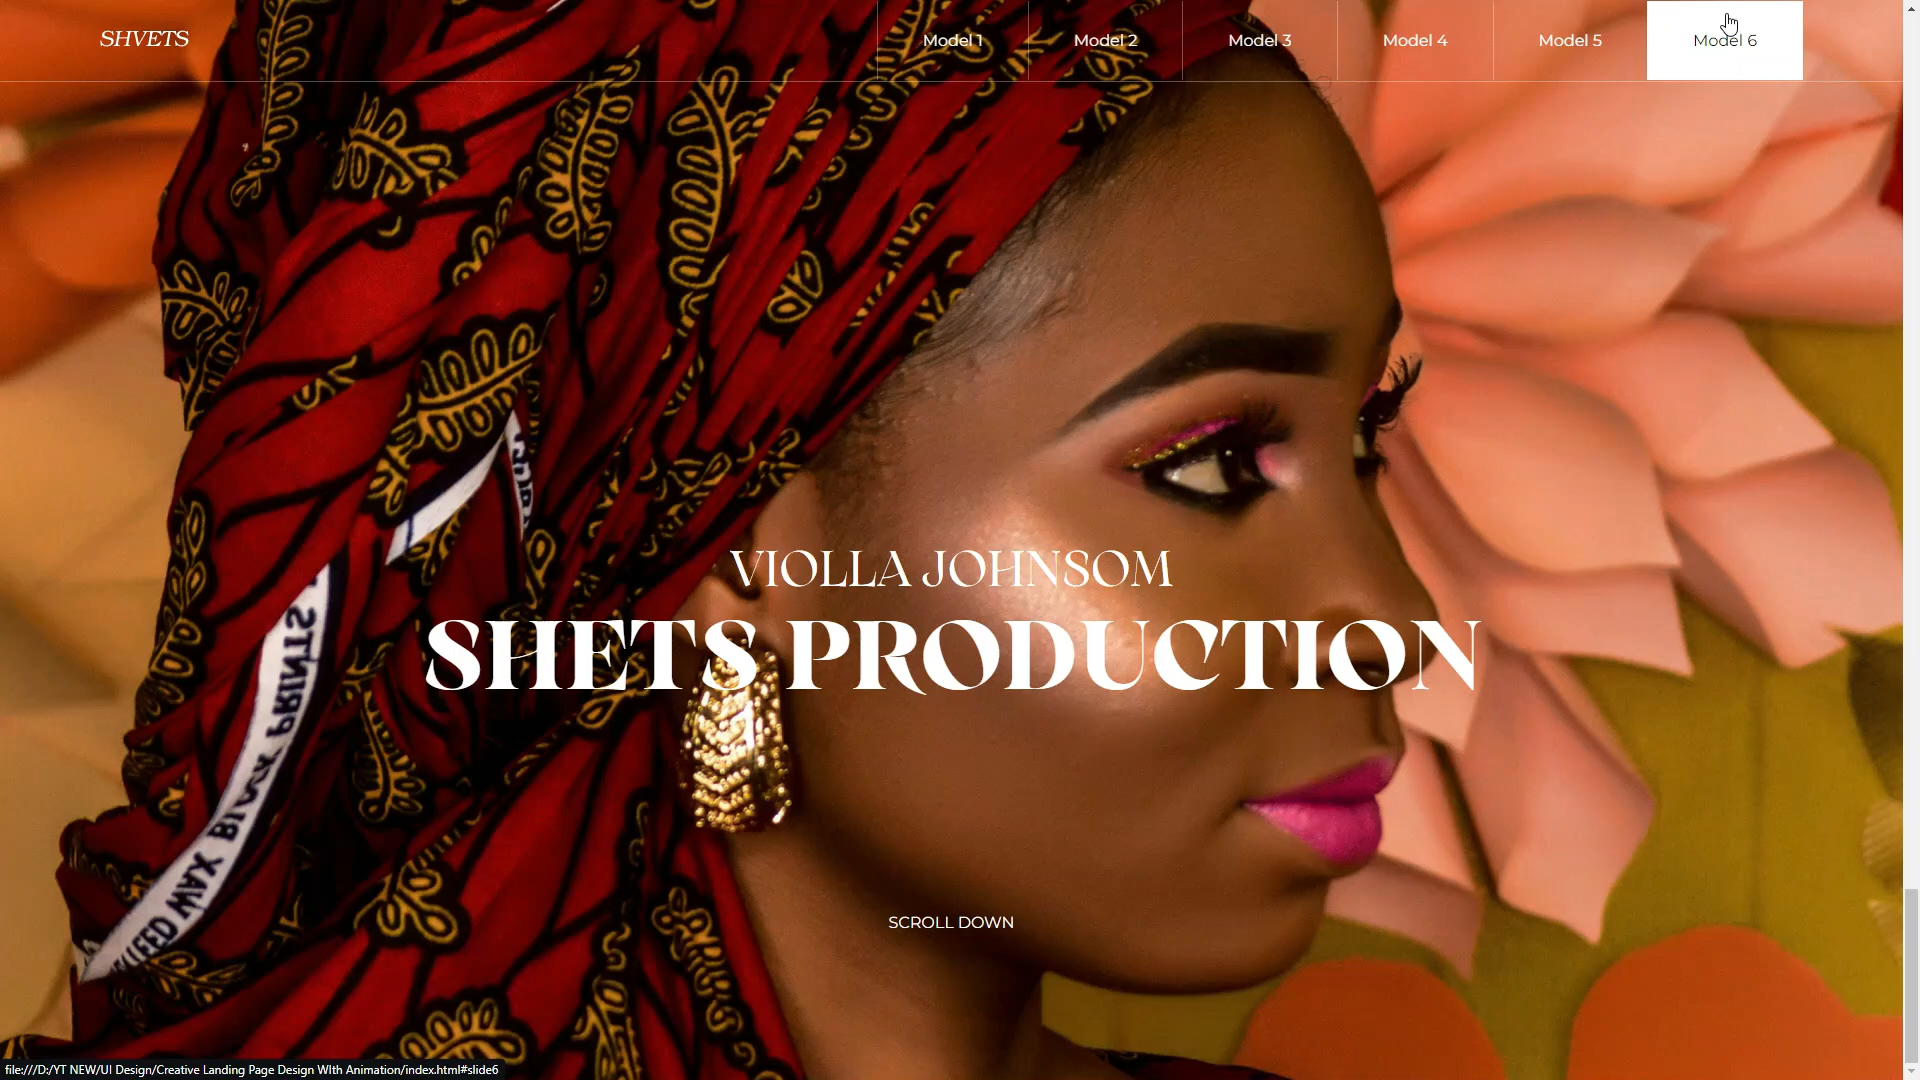 SHVETS
Model 1
Model 2
Model 3
Model 4
Model 5
Model 6
VIOLLA JOHNSOM
SHETS PRODUCTION
SCROLL DOWN
file:///D:/YT NEW/UI Design/Creative Landing Page Design WIth Animation/index.html#slide6